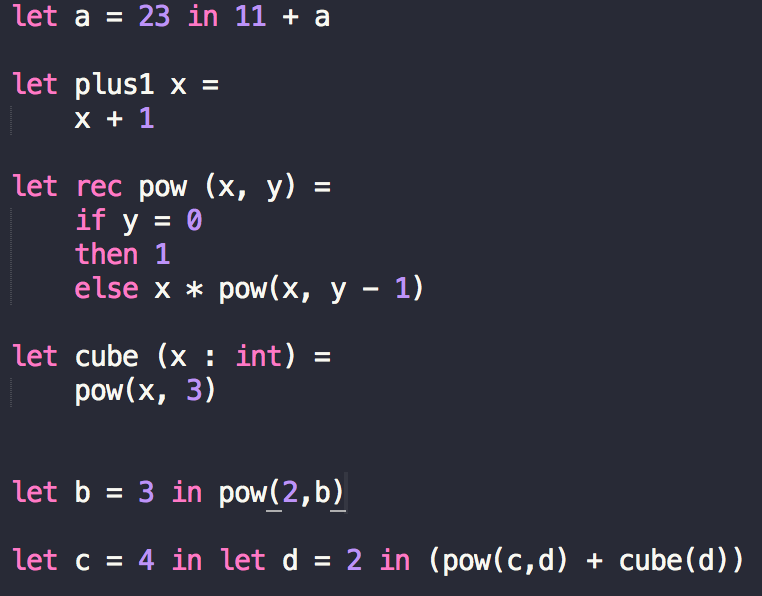 let a = 23 in 11 + a
let plus1 x =
    x + 1
let rec pow (x, y) =
    if y = 0
    then 1
    else x * pow(x, y - 1)
let cube (x : int) =
    pow(x, 3)
let b = 3 in pow(2,b)
let c = 4 in let d = 2 in (pow(c,d) + cube(d))